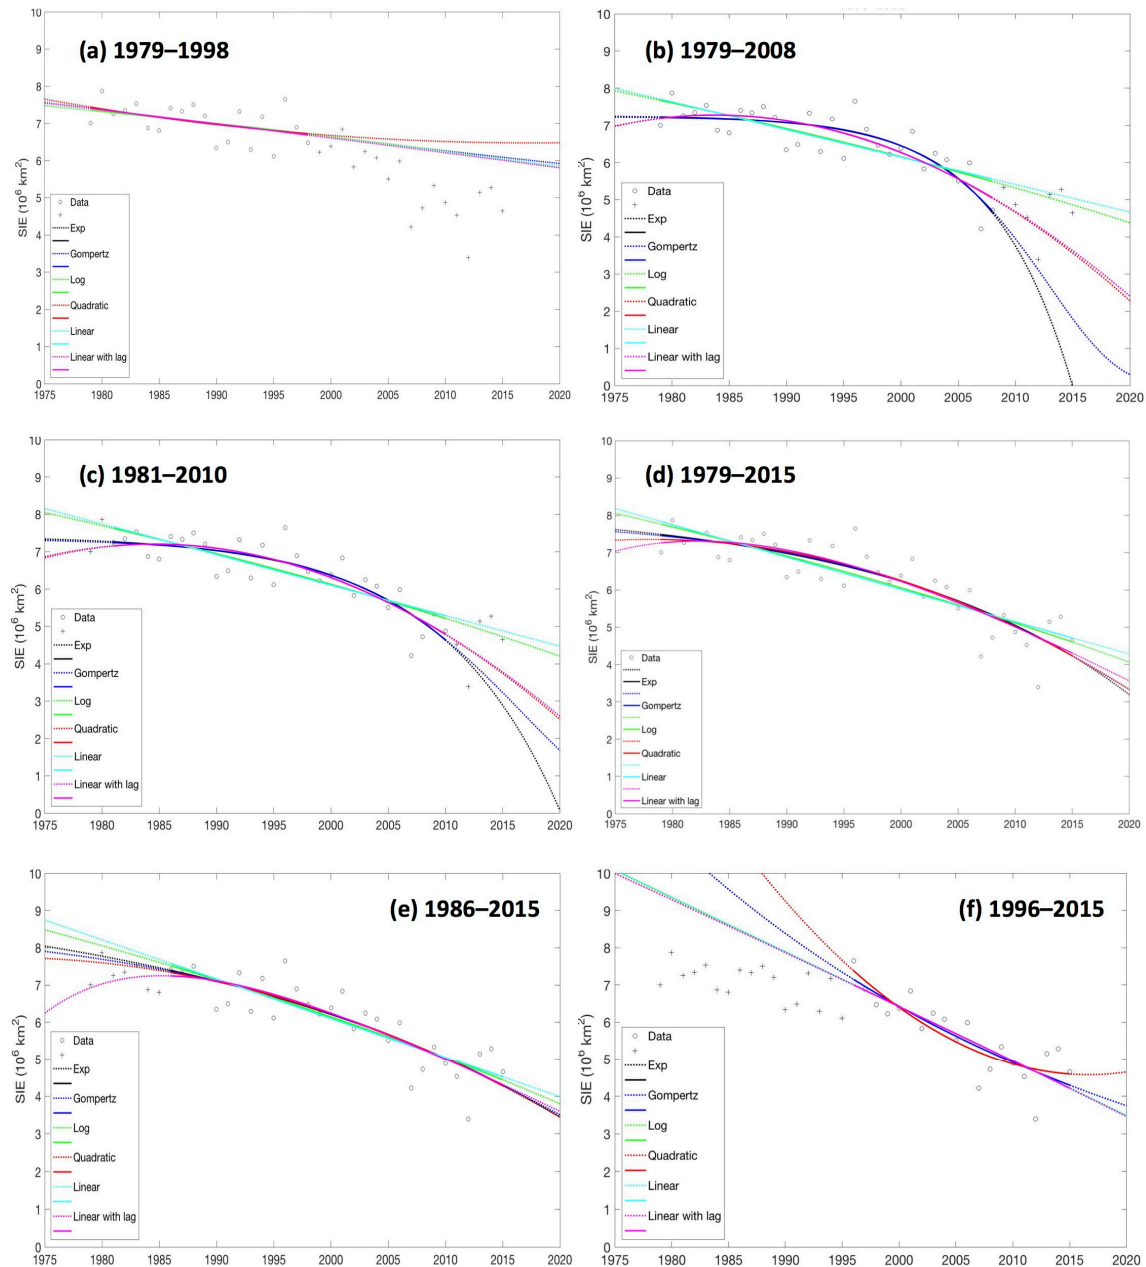 (a) 1979–1998
SIE (10⁶ km²)
10
9
8
7
6
5
4
3
2
1
0
Data
Exp
Gompertz
Log
Quadratic
Linear
Linear with lag
1975 1980 1985 1990 1995 2000 2005 2010 2015 2020
(b) 1979–2008
SIE (10⁶ km²)
10
9
8
7
6
5
4
3
2
1
0
Data
Exp
Gompertz
Log
Quadratic
Linear
Linear with lag
1975 1980 1985 1990 1995 2000 2005 2010 2015 2020
(c) 1981–2010
SIE (10⁶ km²)
10
9
8
7
6
5
4
3
2
1
0
Data
Exp
Gompertz
Log
Quadratic
Linear
Linear with lag
1975 1980 1985 1990 1995 2000 2005 2010 2015 2020
(d) 1979–2015
SIE (10⁶ km²)
10
9
8
7
6
5
4
3
2
1
0
Data
Exp
Gompertz
Log
Quadratic
Linear
Linear with lag
1975 1980 1985 1990 1995 2000 2005 2010 2015 2020
(e) 1986–2015
SIE (10⁶ km²)
10
9
8
7
6
5
4
3
2
1
0
Data
Exp
Gompertz
Log
Quadratic
Linear
Linear with lag
1975 1980 1985 1990 1995 2000 2005 2010 2015 2020
(f) 1996–2015
SIE (10⁶ km²)
10
9
8
7
6
5
4
3
2
1
0
Data
Exp
Gompertz
Log
Quadratic
Linear
Linear with lag
1975 1980 1985 1990 1995 2000 2005 2010 2015 2020